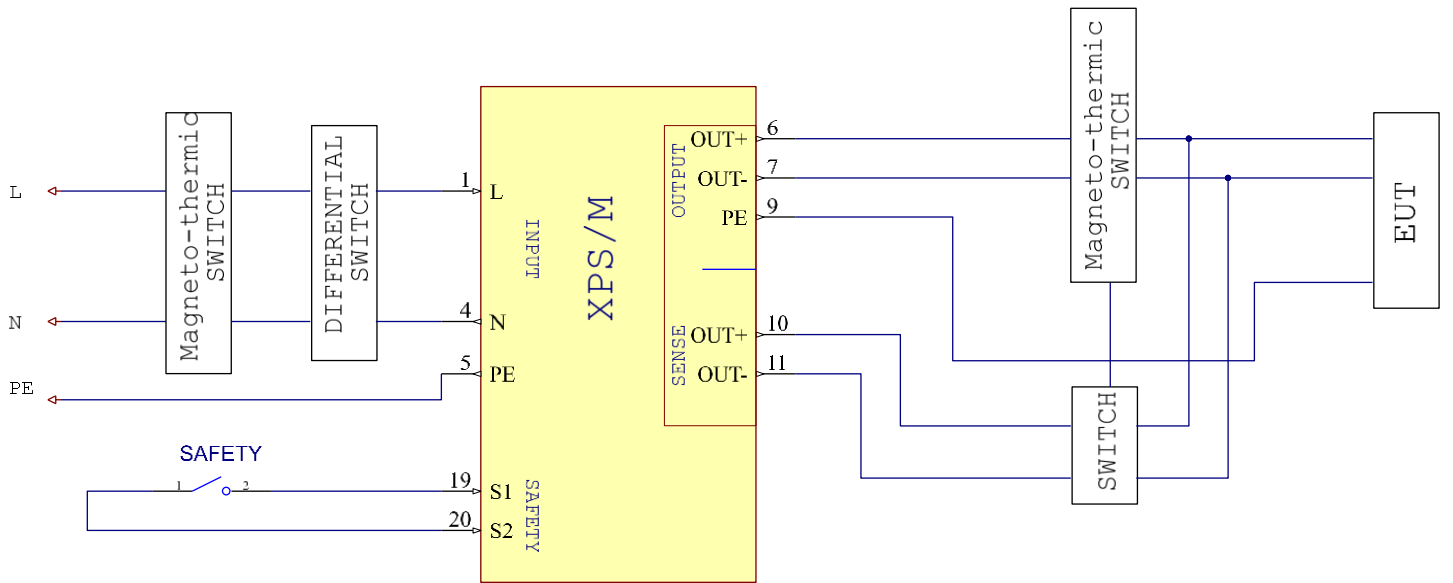 L
N
PE
Magneto-thermic
SWITCH
DIFFERENTIAL
SWITCH
1
4
5
L
N
PE
INPUT
SAFETY
1
2
19
20
S1
S2
SAFETY
XPS/M
OUTPUT
OUT+
OUT-
PE
6
7
9
SENSE
OUT+
OUT-
10
11
Magneto-thermic
SWITCH
SWITCH
EUT